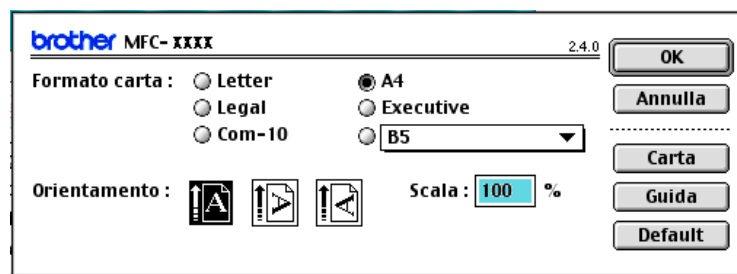 brother MFC- XXXX 2.4.0
OK
Formato carta : Letter A4
Annulla
Legal Executive
Com-10 B5
Carta
Orientamento : A A A Scala : 100 %
Guida
Default